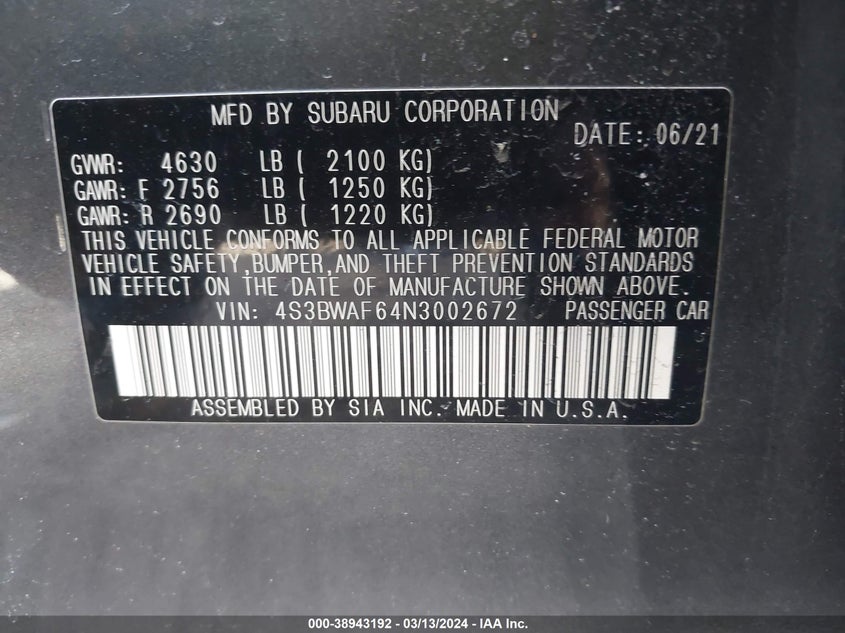 MFD BY SUBARU CORPORATION
DATE: 06/21
GVWR: 4630 LB ( 2100 KG)
GAWR: F 2756 LB ( 1250 KG)
GAWR: R 2690 LB ( 1220 KG)
THIS VEHICLE CONFORMS TO ALL APPLICABLE FEDERAL MOTOR
VEHICLE SAFETY,BUMPER,AND THEFT PREVENTION STANDARDS
IN EFFECT ON THE DATE OF MANUFACTURE SHOWN ABOVE.
VIN: 4S3BWAF64N3002672 PASSENGER CAR
ASSEMBLED BY SIA INC. MADE IN U.S.A.
000-38943192 - 03/13/2024 - IAA Inc.